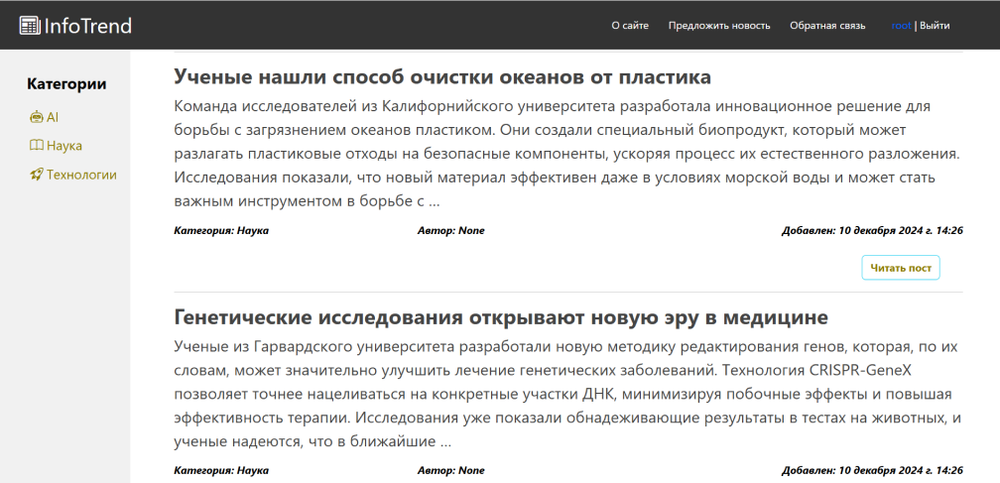 InfoTrend
О сайте Предложить новость Обратная связь root | Выйти
Категории
AI
Наука
Технологии
Ученые нашли способ очистки океанов от пластика
Команда исследователей из Калифорнийского университета разработала инновационное решение для
борьбы с загрязнением океанов пластиком. Они создали специальный биопродукт, который может
разлагать пластиковые отходы на безопасные компоненты, ускоряя процесс их естественного разложения.
Исследования показали, что новый материал эффективен даже в условиях морской воды и может стать
важным инструментом в борьбе с ...
Категория: Наука Автор: None Добавлен: 10 декабря 2024 г. 14:26
Читать пост
Генетические исследования открывают новую эру в медицине
Ученые из Гарвардского университета разработали новую методику редактирования генов, которая, по их
словам, может значительно улучшить лечение генетических заболеваний. Технология CRISPR-GeneX
позволяет точнее нацеливаться на конкретные участки ДНК, минимизируя побочные эффекты и повышая
эффективность терапии. Исследования уже показали обнадеживающие результаты в тестах на животных, и
ученые надеются, что в ближайшие ...
Категория: Наука Автор: None Добавлен: 10 декабря 2024 г. 14:26